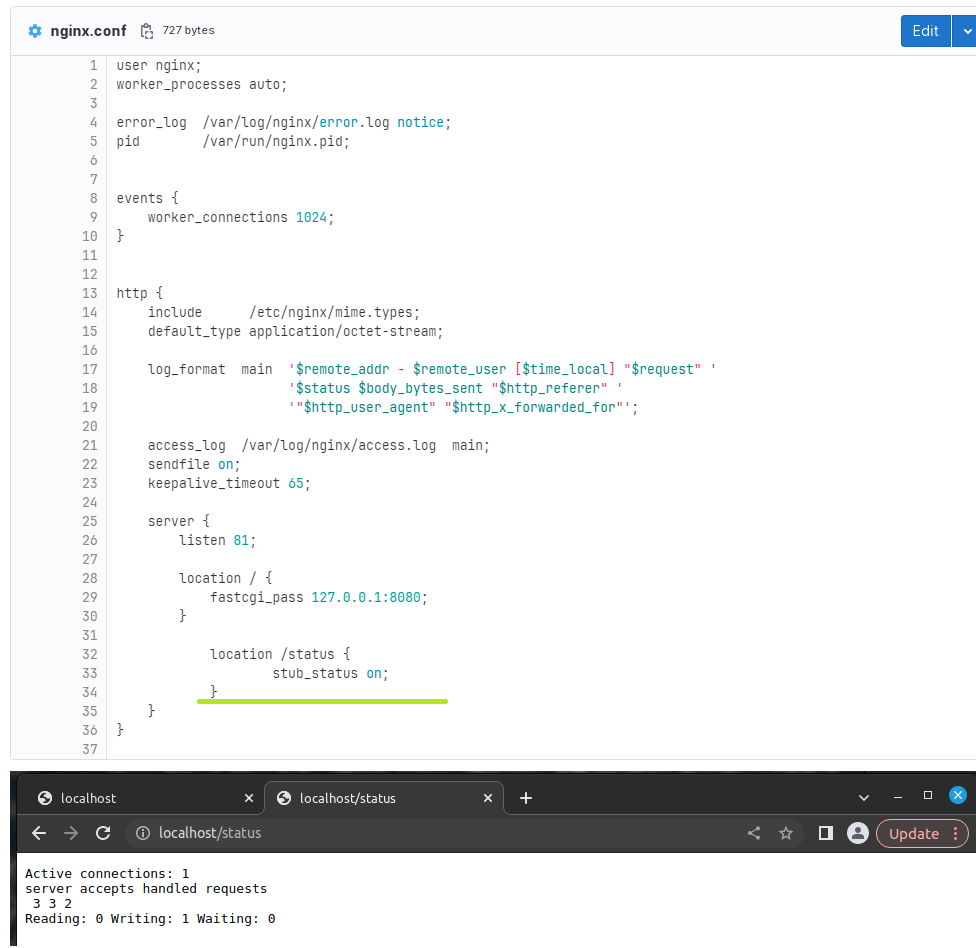 nginx.conf 727 bytes Edit
1 user nginx;
2 worker_processes auto;
3
4 error_log  /var/log/nginx/error.log notice;
5 pid        /var/run/nginx.pid;
6
7
8 events {
9     worker_connections 1024;
10 }
11
12
13 http {
14     include      /etc/nginx/mime.types;
15     default_type application/octet-stream;
16
17     log_format  main  '$remote_addr - $remote_user [$time_local] "$request" '
18                       '$status $body_bytes_sent "$http_referer" '
19                       '"$http_user_agent" "$http_x_forwarded_for"';
20
21     access_log  /var/log/nginx/access.log  main;
22     sendfile on;
23     keepalive_timeout 65;
24
25     server {
26         listen 81;
27
28         location / {
29             fastcgi_pass 127.0.0.1:8080;
30         }
31
32             location /status {
33                     stub_status on;
34             }
35     }
36 }
37
localhost localhost/status
localhost/status Update
Active connections: 1
server accepts handled requests
3 3 2
Reading: 0 Writing: 1 Waiting: 0